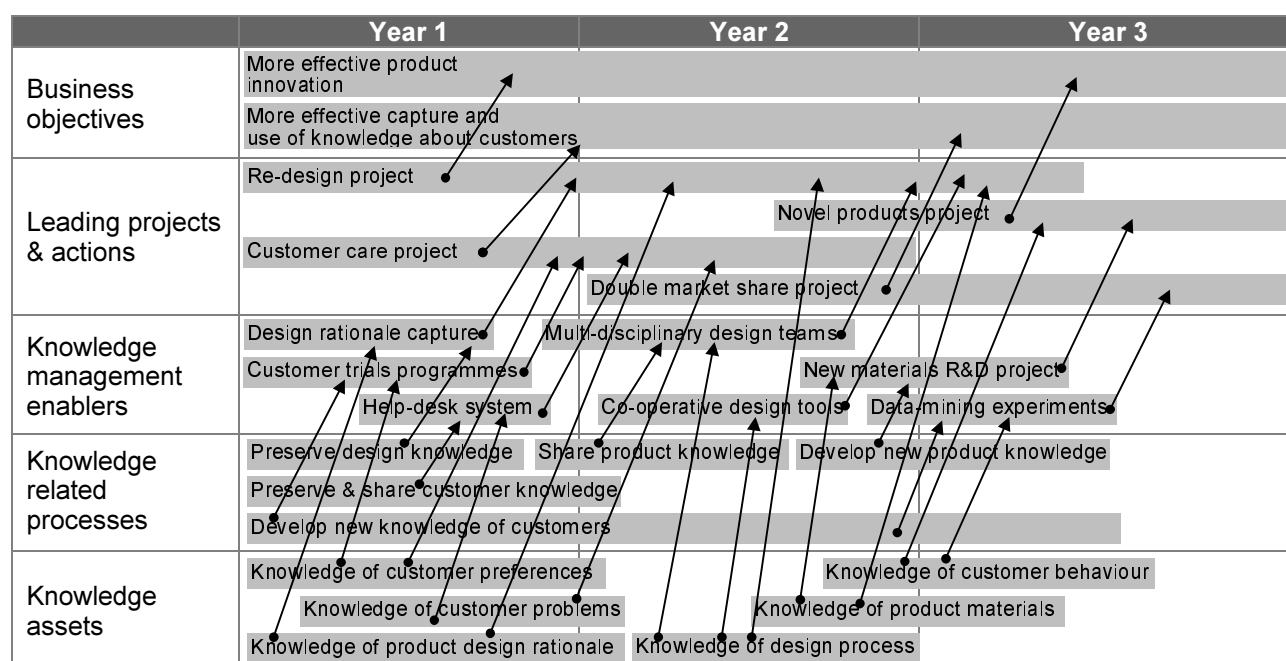 Year 1 Year 2 Year 3
Business
objectives
More effective product
innovation
More effective capture and
use of knowledge about customers
Leading projects
& actions
Re-design project
Novel products project
Customer care project
Double market share project
Knowledge
management
enablers
Design rationale capture
Multi-disciplinary design teams
Customer trials programmes
New materials R&D project
Help-desk system
Co-operative design tools
Data-mining experiments
Knowledge
related
processes
Preserve design knowledge
Share product knowledge
Develop new product knowledge
Preserve & share customer knowledge
Develop new knowledge of customers
Knowledge
assets
Knowledge of customer preferences
Knowledge of customer behaviour
Knowledge of customer problems
Knowledge of product materials
Knowledge of product design rationale
Knowledge of design process